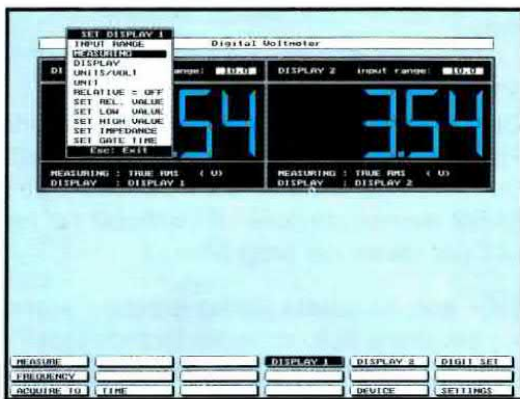 SET DISPLAY 1
INPUT RANGE
MEASURING
DISPLAY
UNITS/VOLT
UNIT
RELATIVE = OFF
SET REL. VALUE
SET LOW VALUE
SET HIGH VALUE
SET IMPEDANCE
SET GATE TIME
Esc: Exit
Digital Voltmeter
range: 10.0
DISPLAY 2 input range: 10.0
.54
3.54
MEASURING : TRUE RMS ( V)
DISPLAY : DISPLAY 1
MEASURING : TRUE RMS ( V)
DISPLAY : DISPLAY 2
MEASURE DISPLAY 1 DISPLAY 2 DIGIT SET
FREQUENCY
ACQUIRE TO TIME DEVICE SETTINGS